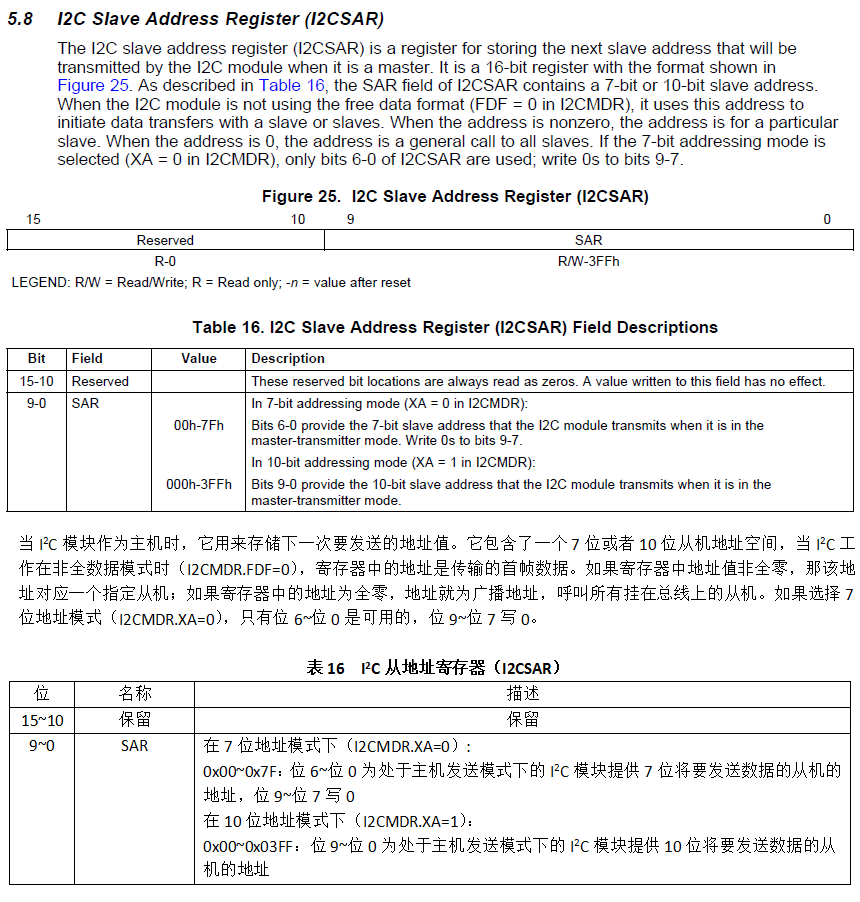 5.8 I2C Slave Address Register (I2CSAR)
The I2C slave address register (I2CSAR) is a register for storing the next slave address that will be
transmitted by the I2C module when it is a master. It is a 16-bit register with the format shown in
Figure 25. As described in Table 16, the SAR field of I2CSAR contains a 7-bit or 10-bit slave address.
When the I2C module is not using the free data format (FDF = 0 in I2CMDR), it uses this address to
initiate data transfers with a slave or slaves. When the address is nonzero, the address is for a particular
slave. When the address is 0, the address is a general call to all slaves. If the 7-bit addressing mode is
selected (XA = 0 in I2CMDR), only bits 6-0 of I2CSAR are used; write 0s to bits 9-7.
Figure 25. I2C Slave Address Register (I2CSAR)
15 10 9 0
Reserved SAR
R-0 R/W-3FFh
LEGEND: R/W = Read/Write; R = Read only; -n = value after reset
Table 16. I2C Slave Address Register (I2CSAR) Field Descriptions
Bit Field Value Description
15-10 Reserved These reserved bit locations are always read as zeros. A value written to this field has no effect.
9-0 SAR In 7-bit addressing mode (XA = 0 in I2CMDR):
00h-7Fh Bits 6-0 provide the 7-bit slave address that the I2C module transmits when it is in the
master-transmitter mode. Write 0s to bits 9-7.
In 10-bit addressing mode (XA = 1 in I2CMDR):
000h-3FFh Bits 9-0 provide the 10-bit slave address that the I2C module transmits when it is in the
master-transmitter mode.
当 I²C 模块作为主机时，它用来存储下一次要发送的地址值。它包含了一个 7 位或者 10 位从机地址空间，当 I²C 工
作在非全数据模式时（I2CMDR.FDF=0），寄存器中的地址是传输的首帧数据。如果寄存器中地址值非全零，那该地
址对应一个指定从机；如果寄存器中的地址为全零，地址就为广播地址，呼叫所有挂在总线上的从机。如果选择 7
位地址模式（I2CMDR.XA=0），只有位 6~位 0 是可用的，位 9~位 7 写 0。
表 16 I²C 从地址寄存器（I2CSAR）
位 名称 描述
15~10 保留 保留
9~0 SAR 在 7 位地址模式下（I2CMDR.XA=0）:
0x00~0x7F：位 6~位 0 为处于主机发送模式下的 I²C 模块提供 7 位将要发送数据的从机的
地址，位 9~位 7 写 0
在 10 位地址模式下（I2CMDR.XA=1）：
0x00~0x03FF：位 9~位 0 为处于主机发送模式下的 I²C 模块提供 10 位将要发送数据的从
机的地址